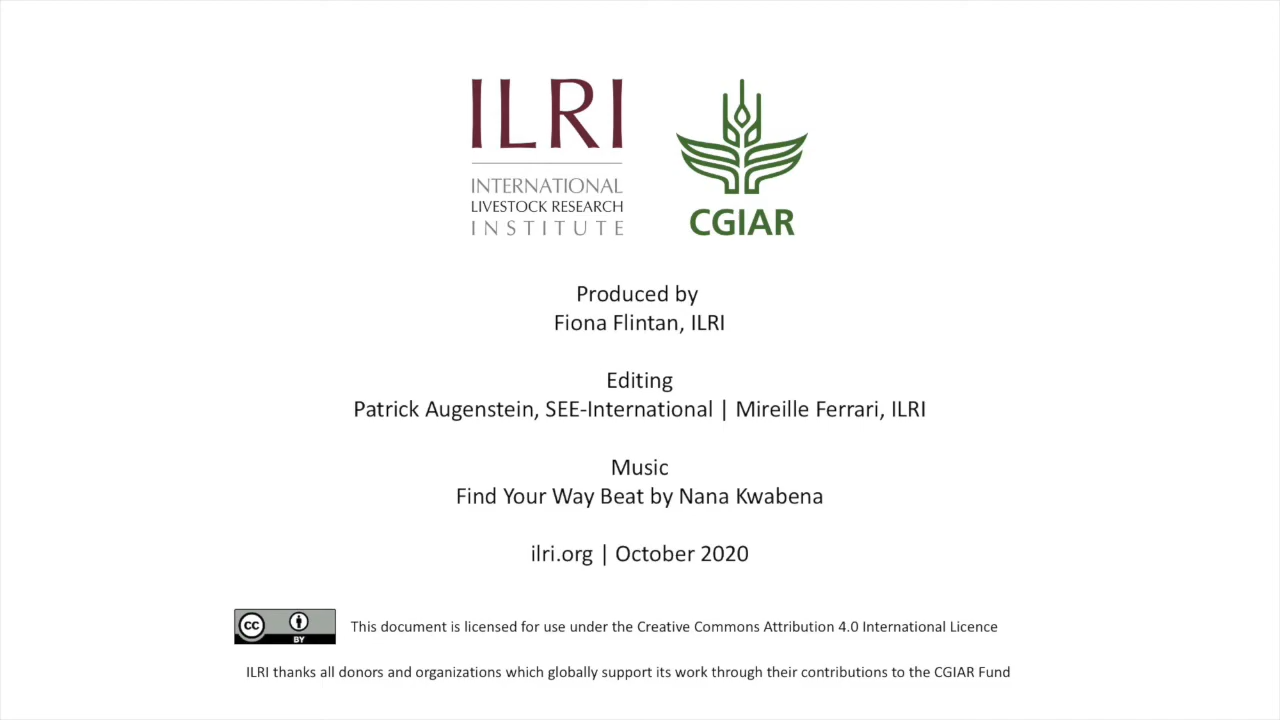 ILRI
INTERNATIONAL
LIVESTOCK RESEARCH
INSTITUTE
CGIAR
Produced by
Fiona Flintan, ILRI
Editing
Patrick Augenstein, SEE-International | Mireille Ferrari, ILRI
Music
Find Your Way Beat by Nana Kwabena
ilri.org | October 2020
cc
BY
This document is licensed for use under the Creative Commons Attribution 4.0 International Licence
ILRI thanks all donors and organizations which globally support its work through their contributions to the CGIAR Fund